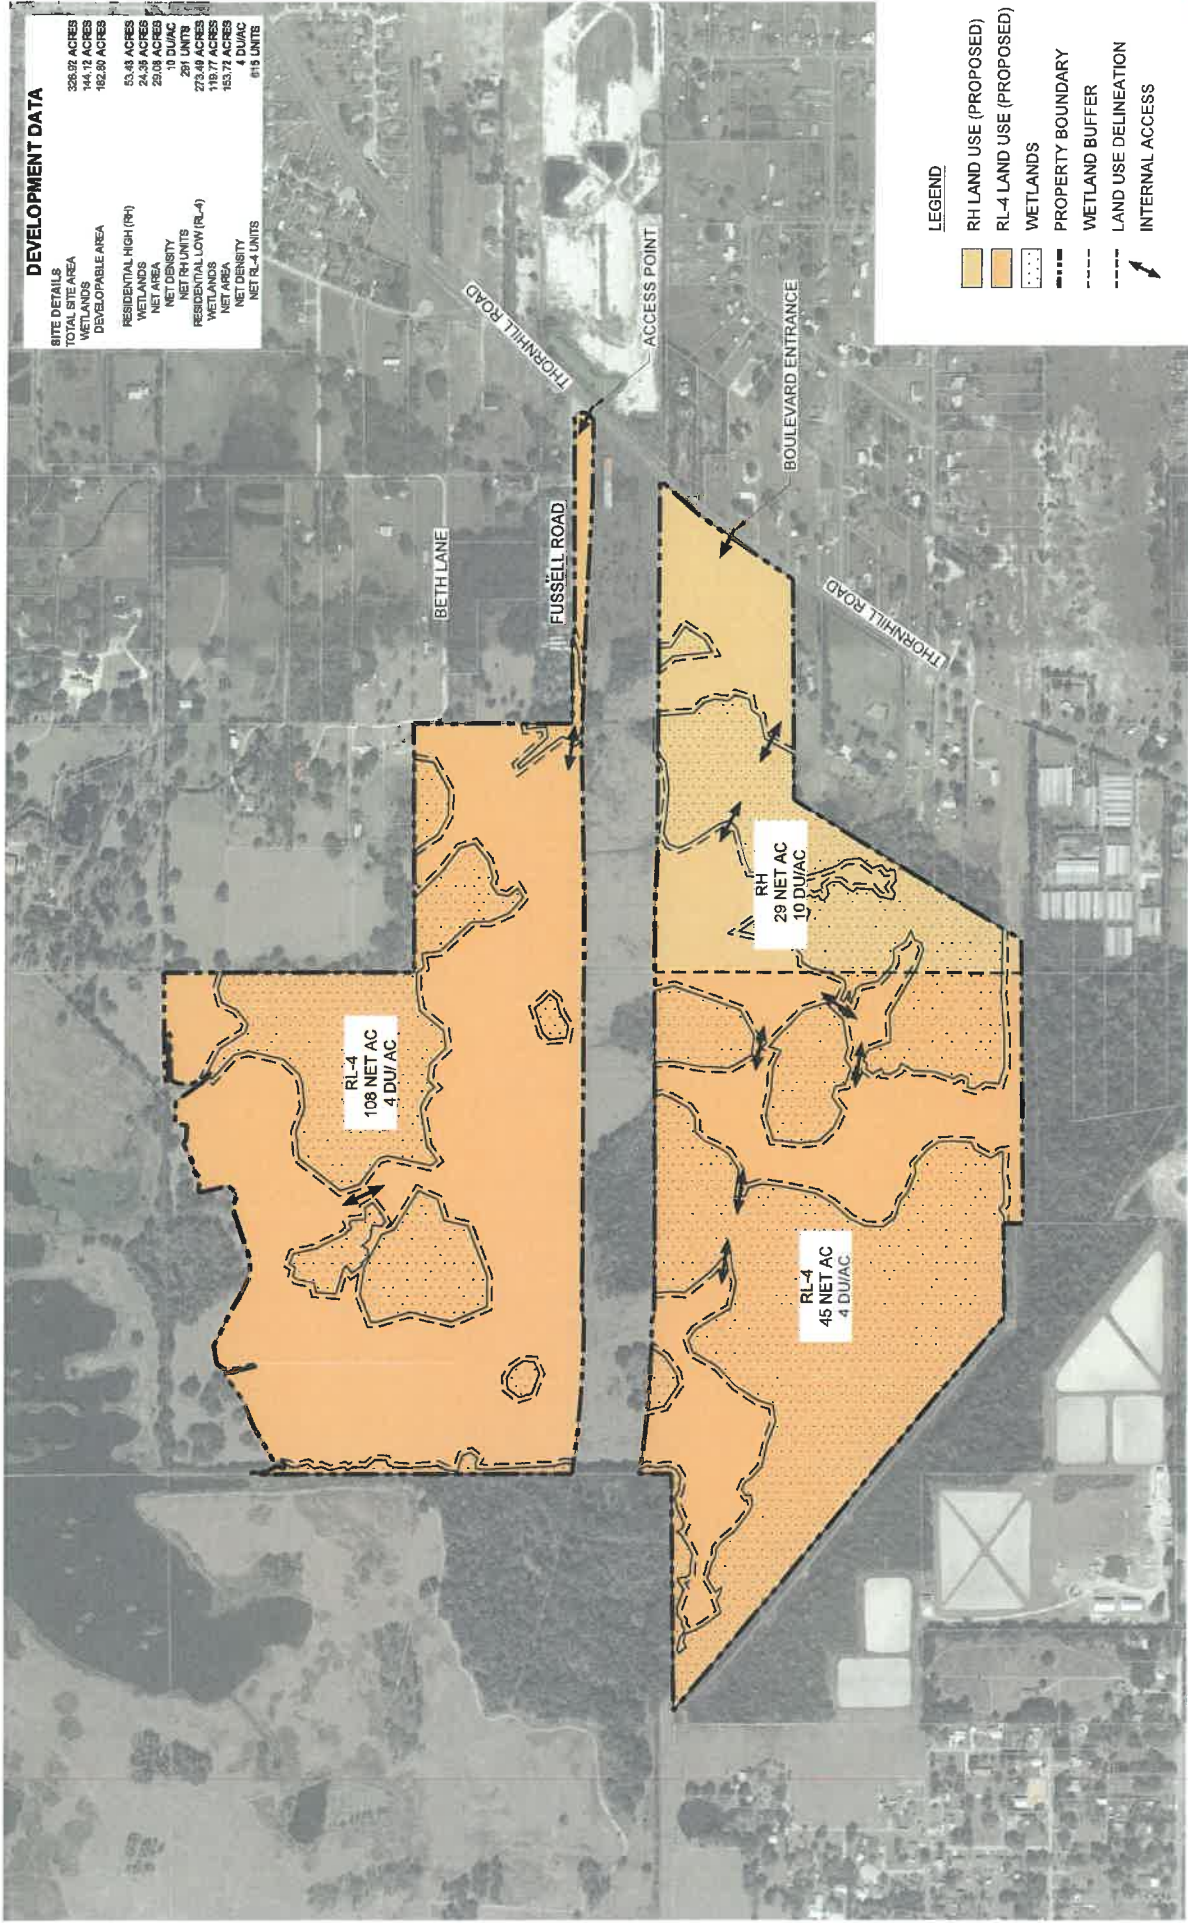 DEVELOPMENT DATA
SITE DETAILS
TOTAL SITE AREA 326.92 ACRES
WETLANDS 144.12 ACRES
DEVELOPABLE AREA 182.80 ACRES
RESIDENTIAL HIGH (RH) 53.43 ACRES
WETLANDS 24.35 ACRES
NET AREA 29.08 ACRES
NET DENSITY 10 DU/AC
NET RH UNITS 291 UNITS
RESIDENTIAL LOW (RL-4) 273.49 ACRES
WETLANDS 119.77 ACRES
NET AREA 153.72 ACRES
NET DENSITY 4 DU/AC
NET RL-4 UNITS 615 UNITS
THORNHILL ROAD
ACCESS POINT
BOULEVARD ENTRANCE
BETH LANE
FUSSELL ROAD
THORNHILL ROAD
RH
29 NET AC
10 DU/AC
RL-4
108 NET AC
4 DU/ AC
RL-4
45 NET AC
4 DU/AC
LEGEND
RH LAND USE (PROPOSED)
RL-4 LAND USE (PROPOSED)
WETLANDS
PROPERTY BOUNDARY
WETLAND BUFFER
LAND USE DELINEATION
INTERNAL ACCESS